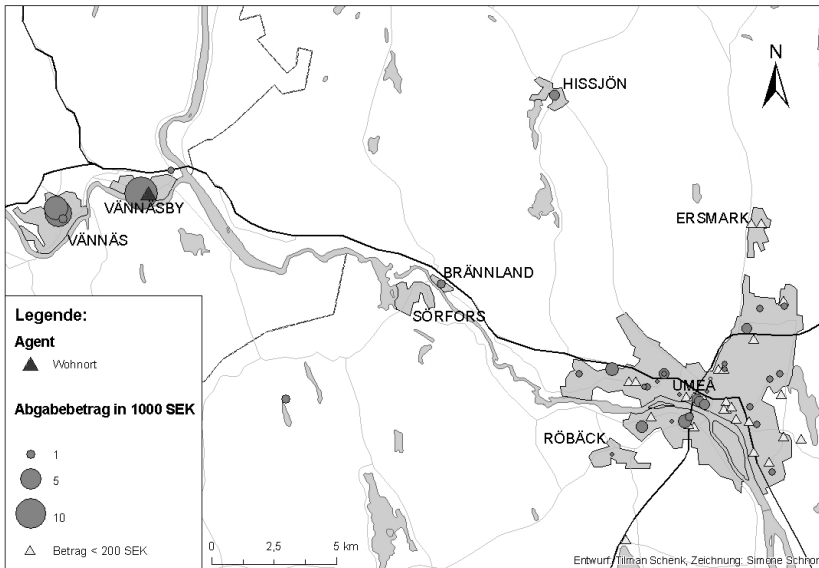 N
HISSJÖN
ERSMARK
VÄNNÄSBY
VÄNNÄS
BRÄNNLAND
SÖRFORS
UMEÅ
RÖBÄCK
Legende:
Agent
Wohnort
Abgabebetrag in 1000 SEK
1
5
10
Betrag < 200 SEK
0 2,5 5 km
Entwurf: Tilman Schenk, Zeichnung: Simone